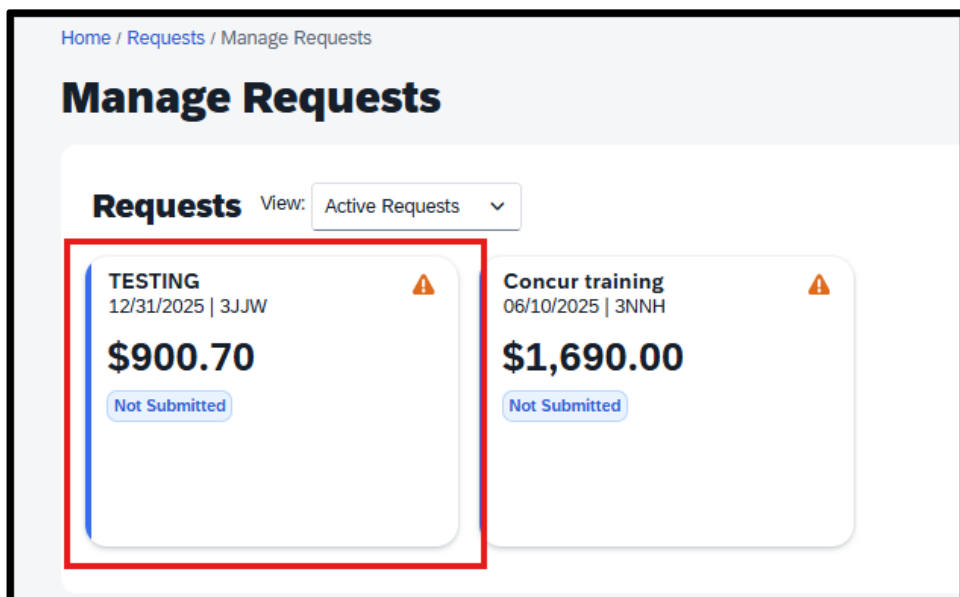 Home / Requests / Manage Requests
Manage Requests
Requests View: Active Requests
TESTING
12/31/2025 | 3JJW
$900.70
Not Submitted
Concur training
06/10/2025 | 3NNH
$1,690.00
Not Submitted